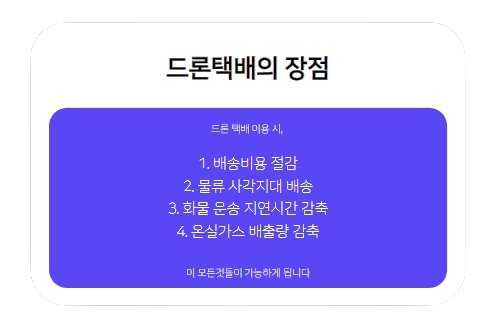 드론택배의 장점
드론 택배 이용 시,
1. 배송비용 절감
2. 물류 사각지대 배송
3. 화물 운송 지연시간 감축
4. 온실가스 배출량 감축
이 모든것들이 가능하게 됩니다